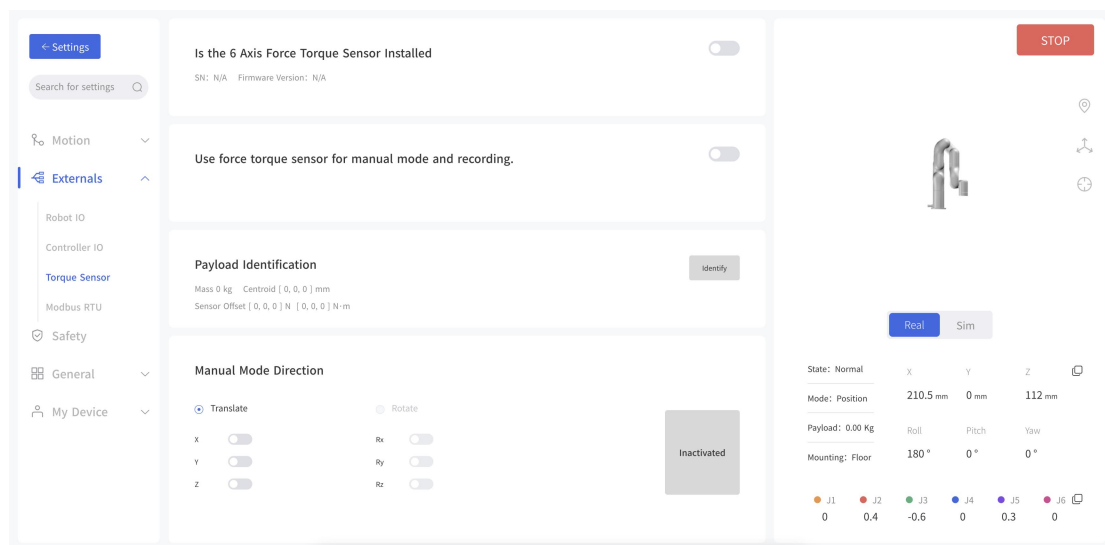 ← Settings
Search for settings
Motion
Externals
Robot IO
Controller IO
Torque Sensor
Modbus RTU
Safety
General
My Device
Is the 6 Axis Force Torque Sensor Installed
SN: N/A Firmware Version: N/A
Use force torque sensor for manual mode and recording.
Payload Identification
Identify
Mass 0 kg Centroid [ 0, 0, 0 ] mm
Sensor Offset [ 0, 0, 0 ] N [ 0, 0, 0 ] N·m
Manual Mode Direction
Translate Rotate
X Rx
Y Ry
Z Rz
Inactivated
STOP
Real Sim
State: Normal
Mode: Position
Payload: 0.00 Kg
Mounting: Floor
X Y Z
210.5 mm 0 mm 112 mm
Roll Pitch Yaw
180 ° 0 ° 0 °
J1 J2 J3 J4 J5 J6
0 0.4 -0.6 0 0.3 0